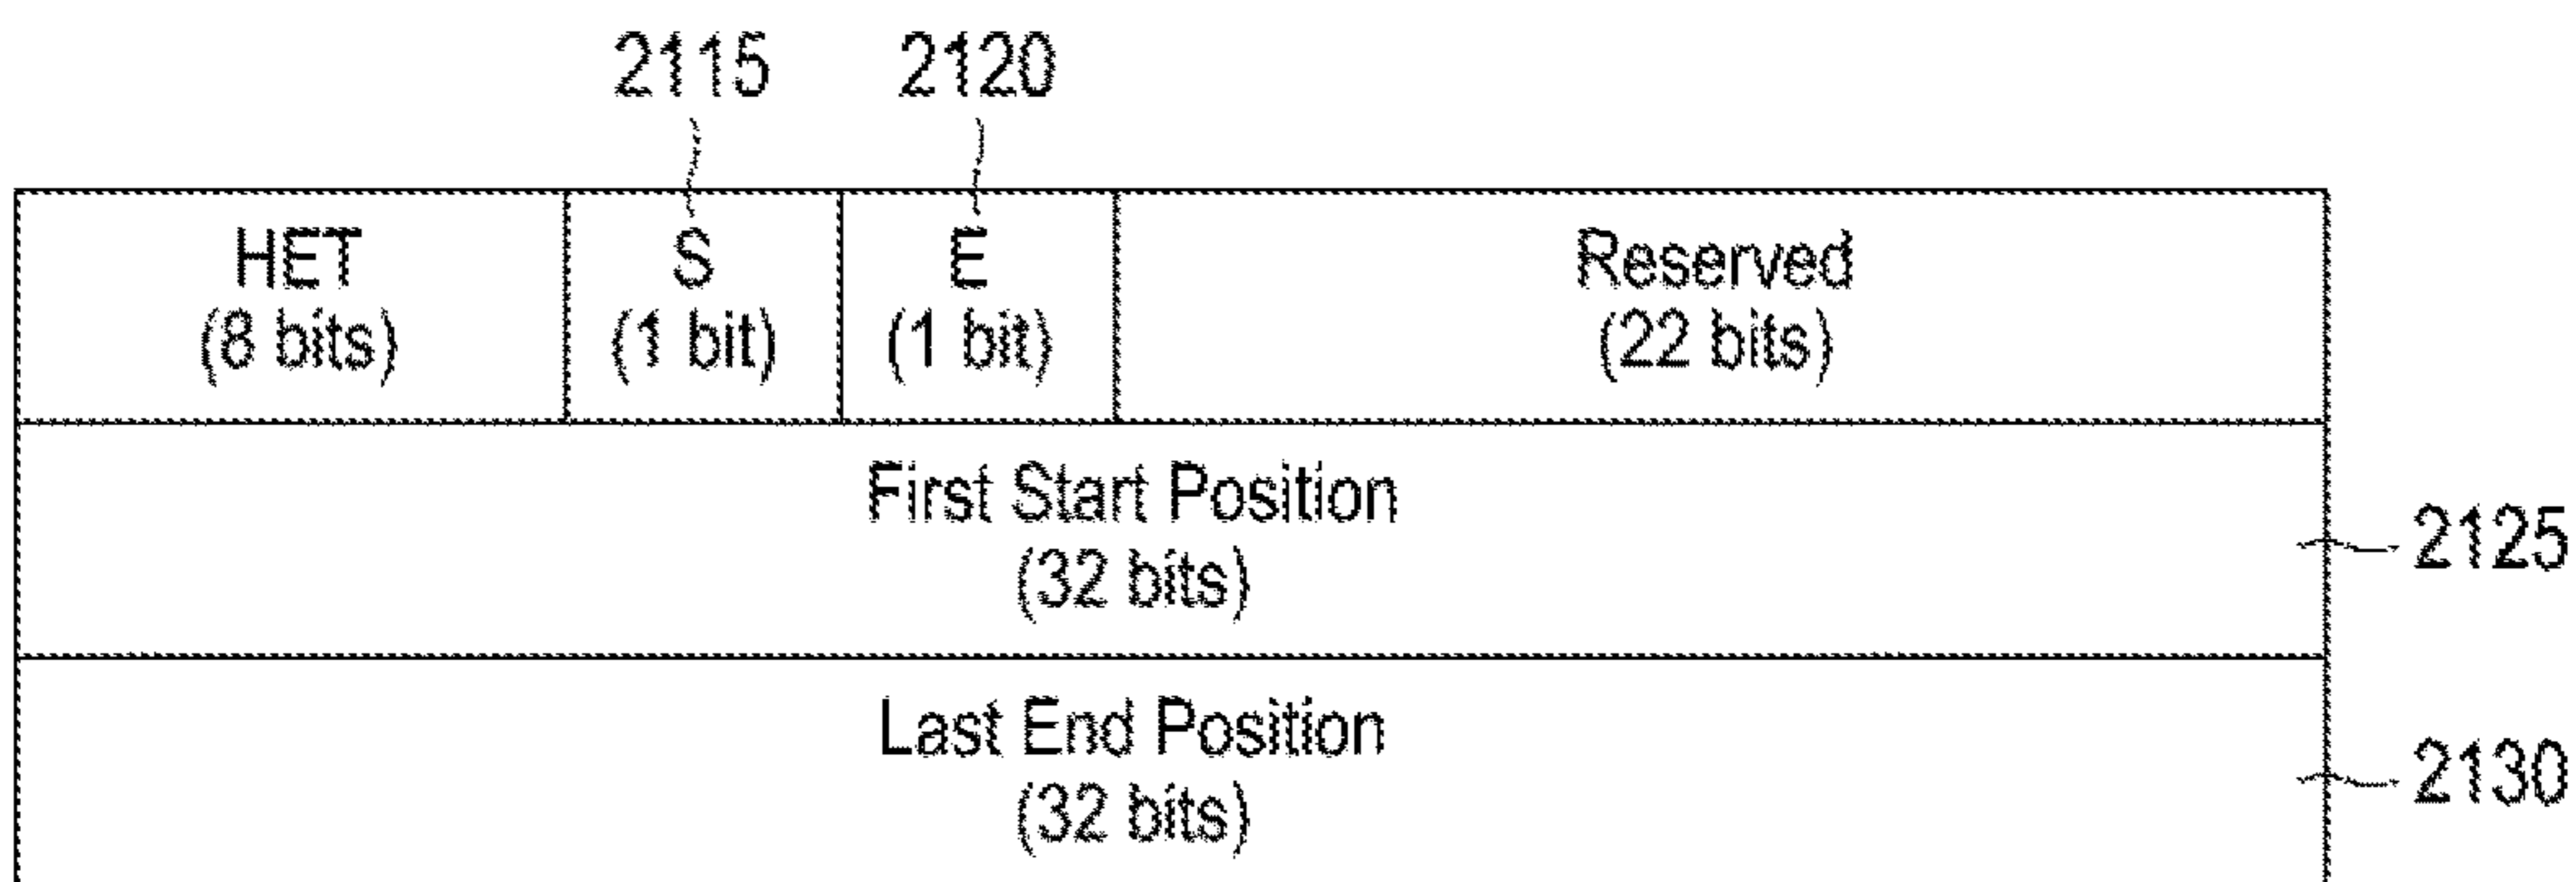 2115 2120
HET S E Reserved
(8 bits) (1 bit) (1 bit) (22 bits)
First Start Position
(32 bits)
2125
Last End Position
(32 bits)
2130